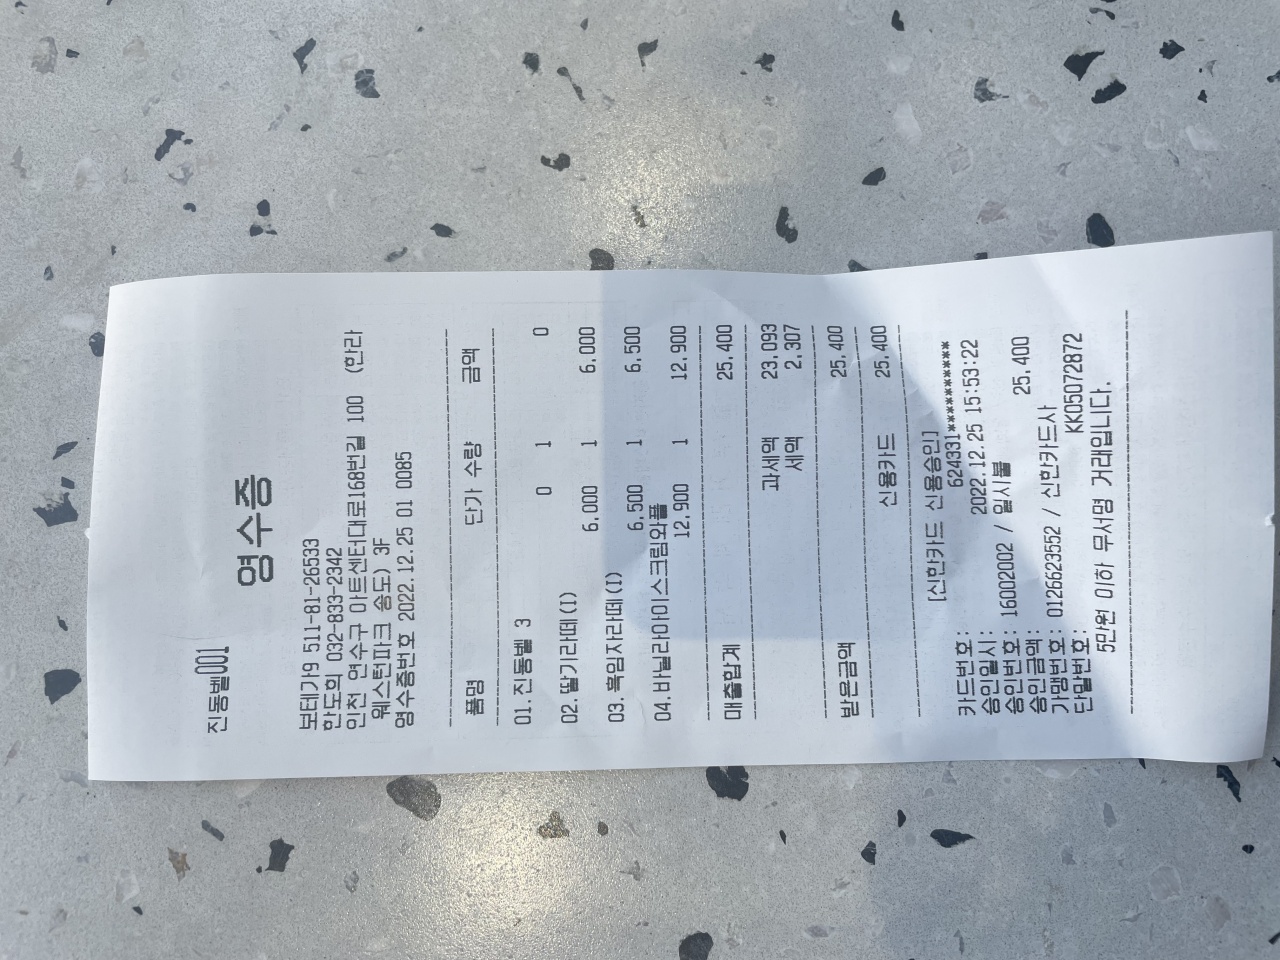 진동벨001
영수증
보테가9 511-81-26533
한도희 032-833-2342
인천 연수구 아트센터대로168번길 100 (한라
웨스턴파크 송도) 3F
영수증번호 2022.12.25 01 0085
품명 단가 수량 금액
01.진동벨 3
0 1 0
02.딸기라떼(I)
6,000 1 6,000
03.흑임자라떼(I)
6,500 1 6,500
04.바닐라아이스크림와플
12,900 1 12,900
매출합계 25,400
과세액 23,093
세액 2,307
받은금액 25,400
신용카드 25,400
[신한카드 신용승인]
카드번호: 624331**********
승인일시: 2022.12.25 15:53:22
승인번호: 16002002 / 일시불
승인금액: 25,400
가맹번호: 0126623552 / 신한카드사
단말번호: KK05072872
5만원 이하 무서명 거래입니다.